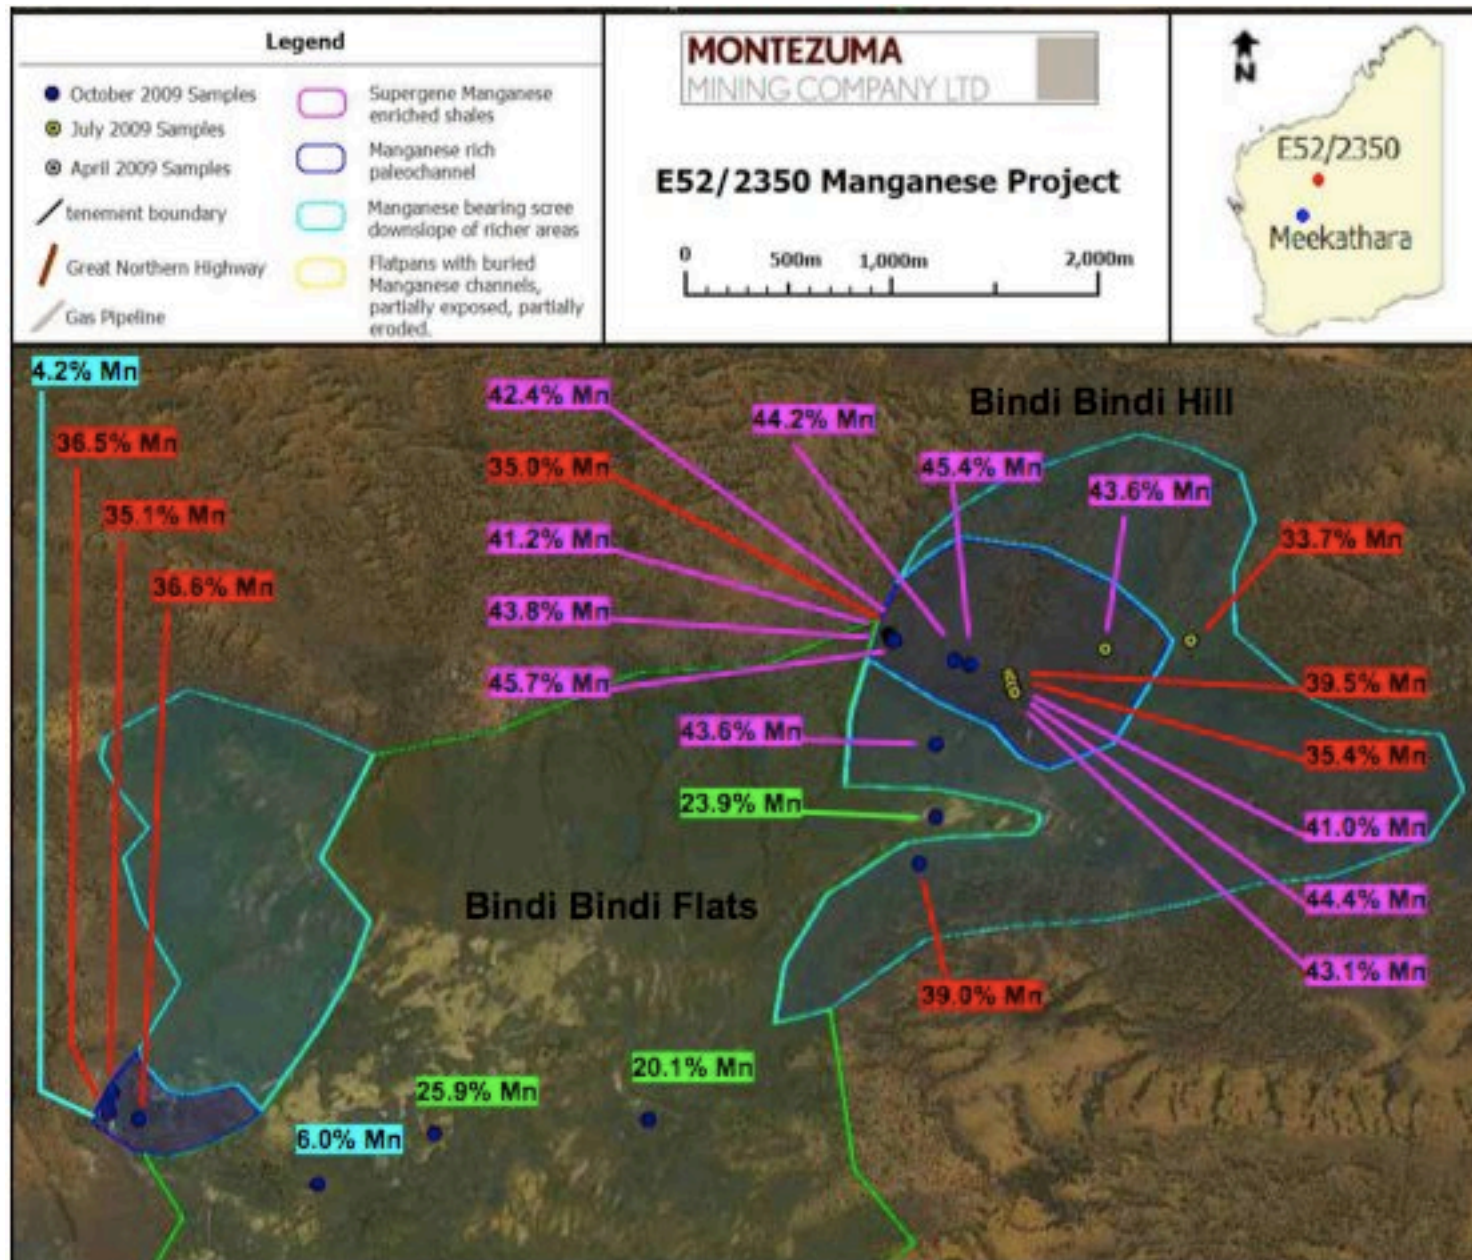 Legend
October 2009 Samples
July 2009 Samples
April 2009 Samples
tenement boundary
Great Northern Highway
Gas Pipeline
Supergene Manganese
enriched shales
Manganese rich
paleochannel
Manganese bearing scree
downslope of richer areas
Flatpans with buried
Manganese channels,
partially exposed, partially
eroded.
MONTEZUMA
MINING COMPANY LTD
E52/2350 Manganese Project
0 500m 1,000m 2,000m
N
E52/2350
Meekathara
4.2% Mn
36.5% Mn
35.1% Mn
36.6% Mn
42.4% Mn
35.0% Mn
41.2% Mn
43.8% Mn
45.7% Mn
44.2% Mn
45.4% Mn
Bindi Bindi Hill
43.6% Mn
33.7% Mn
39.5% Mn
35.4% Mn
41.0% Mn
44.4% Mn
43.1% Mn
43.6% Mn
23.9% Mn
Bindi Bindi Flats
39.0% Mn
20.1% Mn
25.9% Mn
6.0% Mn